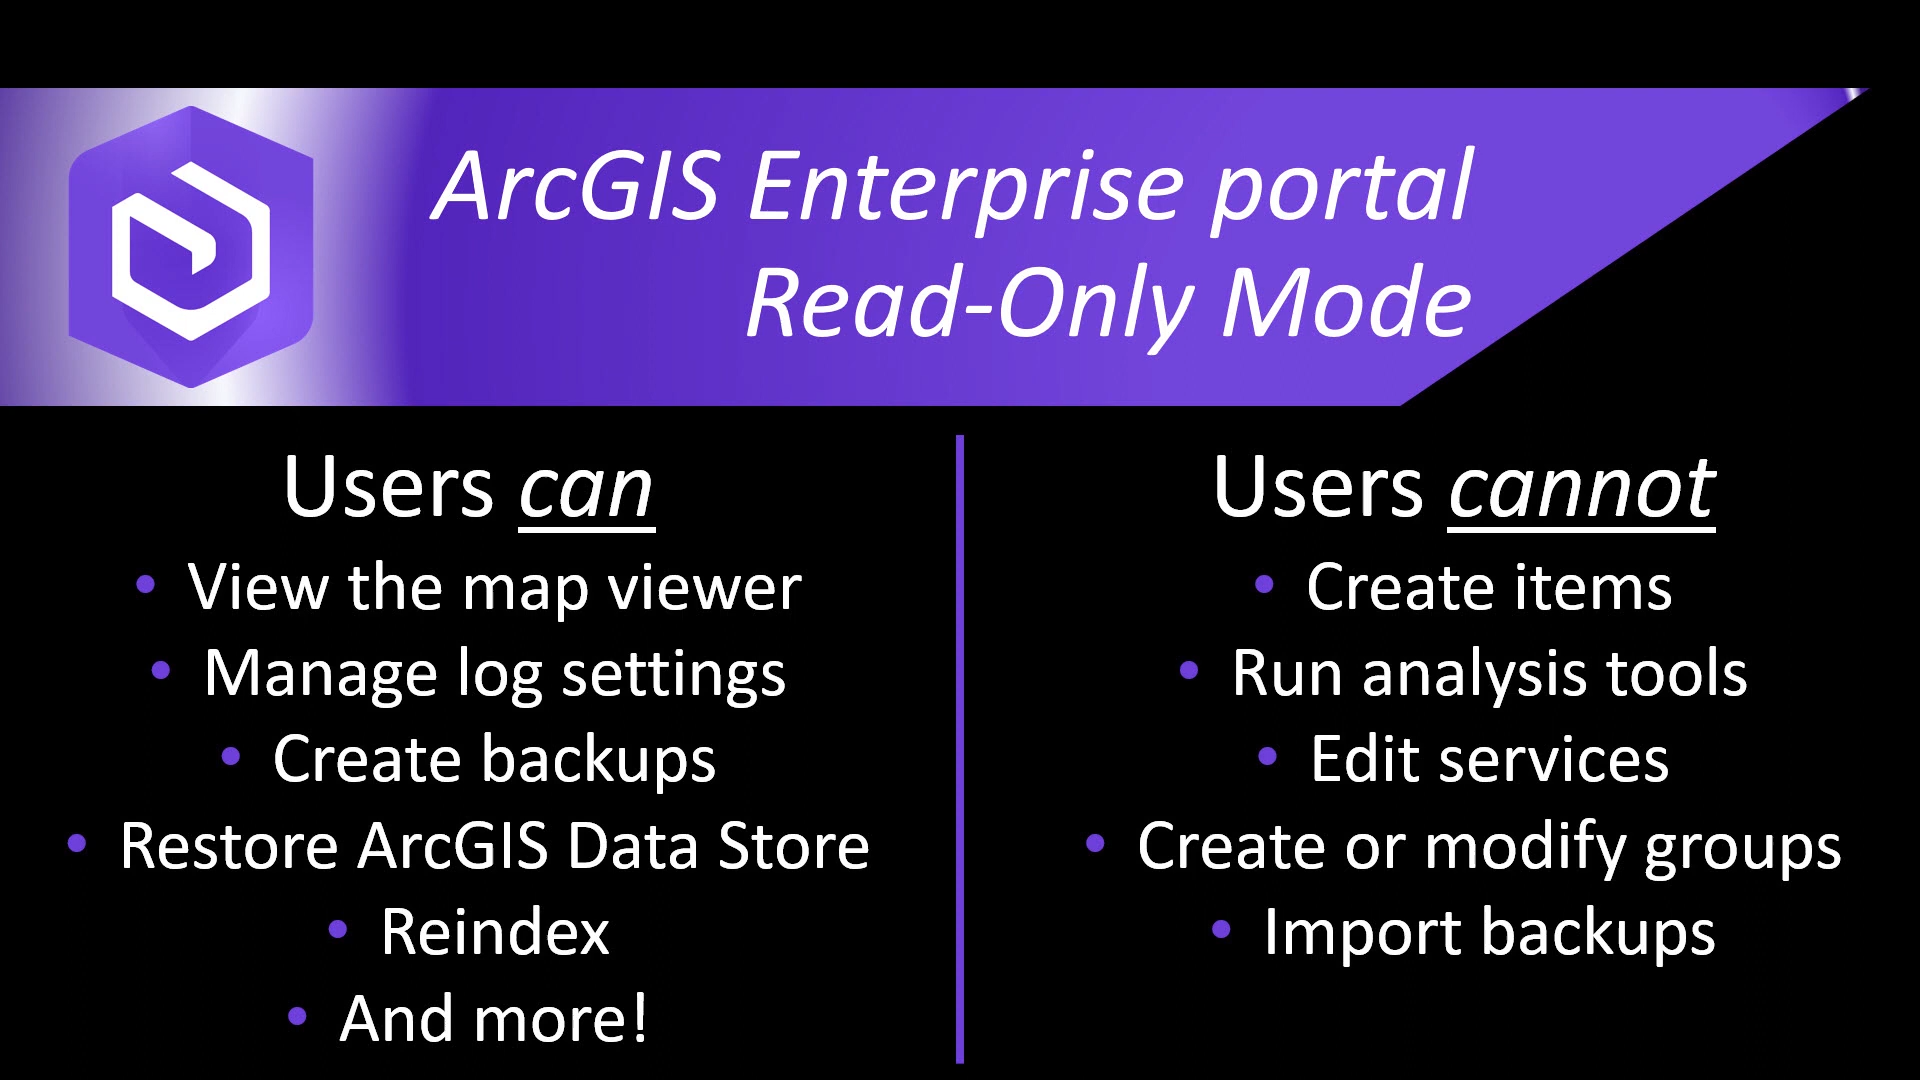 ArcGIS Enterprise portal
Read-Only Mode
Users can
• View the map viewer
• Manage log settings
• Create backups
• Restore ArcGIS Data Store
• Reindex
• And more!
Users cannot
• Create items
• Run analysis tools
• Edit services
• Create or modify groups
• Import backups